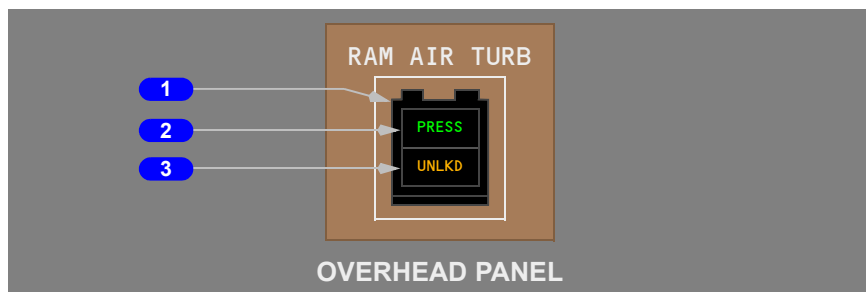 RAM AIR TURB
1
PRESS
2
UNLKD
3
OVERHEAD PANEL